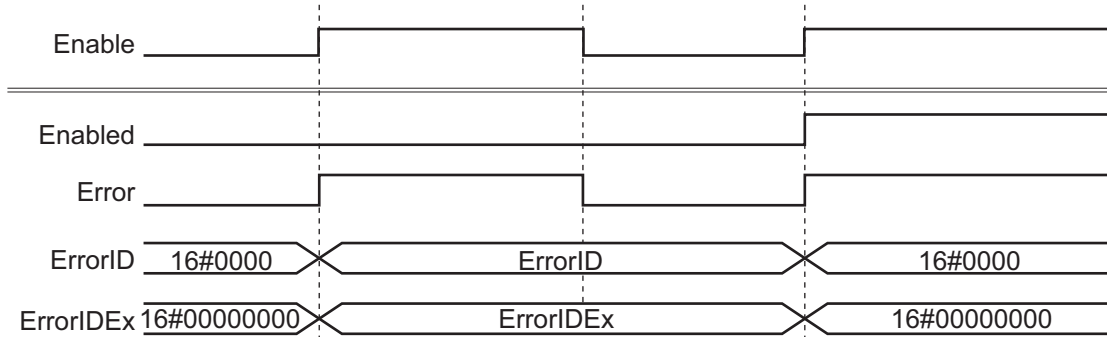 Enable
Enabled
Error
ErrorID 16#0000 ErrorID 16#0000
ErrorIDEx 16#00000000 ErrorIDEx 16#00000000